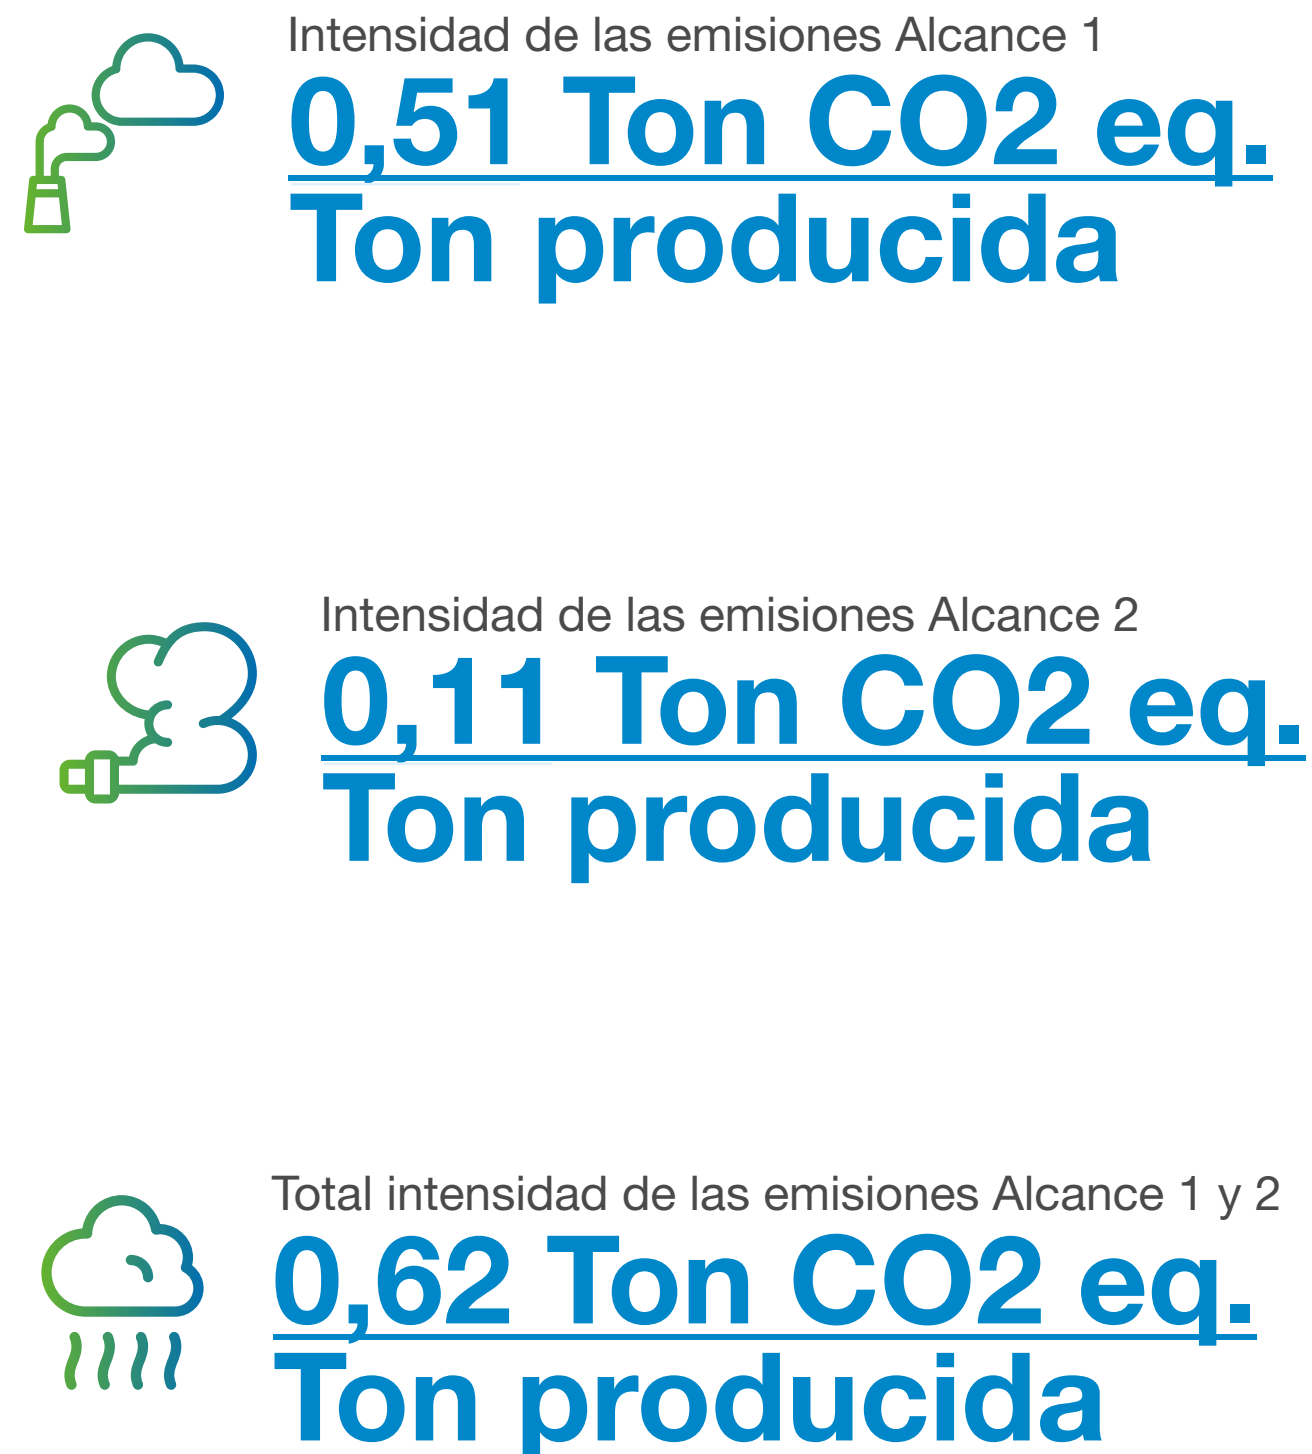 Intensidad de las emisiones Alcance 1
0,51 Ton CO2 eq.
Ton producida
Intensidad de las emisiones Alcance 2
0,11 Ton CO2 eq.
Ton producida
Total intensidad de las emisiones Alcance 1 y 2
0,62 Ton CO2 eq.
Ton producida